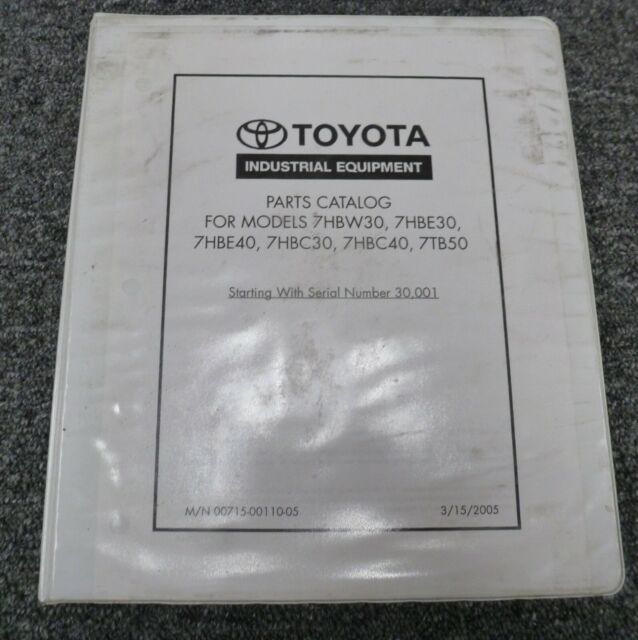 TOYOTA
INDUSTRIAL EQUIPMENT
PARTS CATALOG
FOR MODELS 7HBW30, 7HBE30,
7HBE40, 7HBC30, 7HBC40, 7TB50
Starting With Serial Number 30,001
M/N 00715-00110-05 3/15/2005